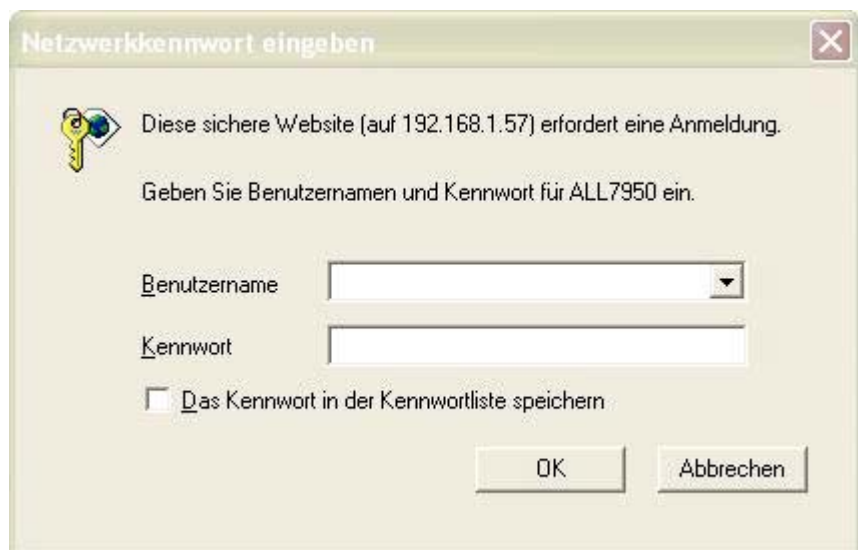 Netzwerkkennwort eingeben
Diese sichere Website (auf 192.168.1.57) erfordert eine Anmeldung.
Geben Sie Benutzernamen und Kennwort für ALL7950 ein.
Benutzername
Kennwort
Das Kennwort in der Kennwortliste speichern
OK Abbrechen